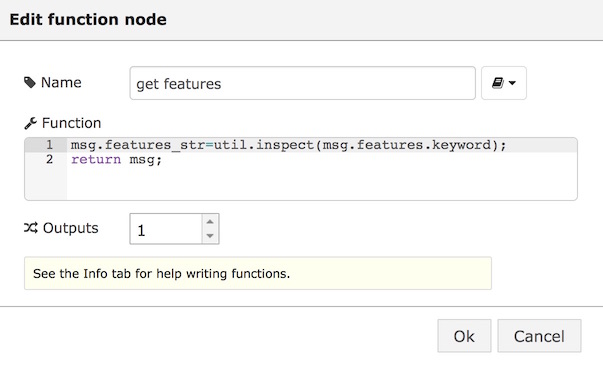 Edit function node
Name
get features
Function
1 msg.features_str=util.inspect(msg.features.keyword);
2 return msg;
Outputs
1
See the Info tab for help writing functions.
Ok
Cancel